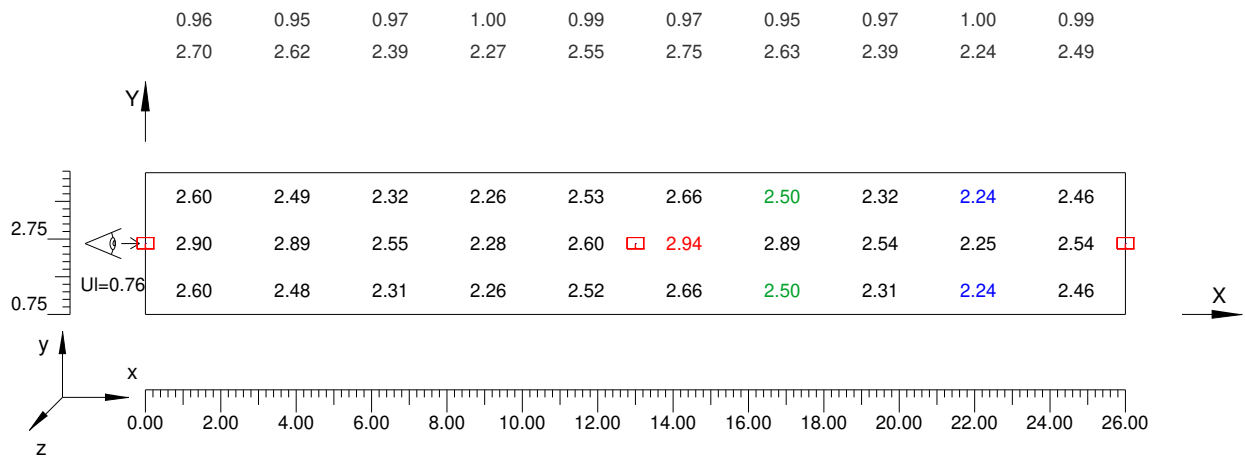 0.96 0.95 0.97 1.00 0.99 0.97 0.95 0.97 1.00 0.99
2.70 2.62 2.39 2.27 2.55 2.75 2.63 2.39 2.24 2.49
Y
2.60 2.49 2.32 2.26 2.53 2.66 2.50 2.32 2.24 2.46
2.75
2.90 2.89 2.55 2.28 2.60 2.94 2.89 2.54 2.25 2.54
UI=0.76
2.60 2.48 2.31 2.26 2.52 2.66 2.50 2.31 2.24 2.46
0.75
X
y
x
0.00 2.00 4.00 6.00 8.00 10.00 12.00 14.00 16.00 18.00 20.00 22.00 24.00 26.00
z